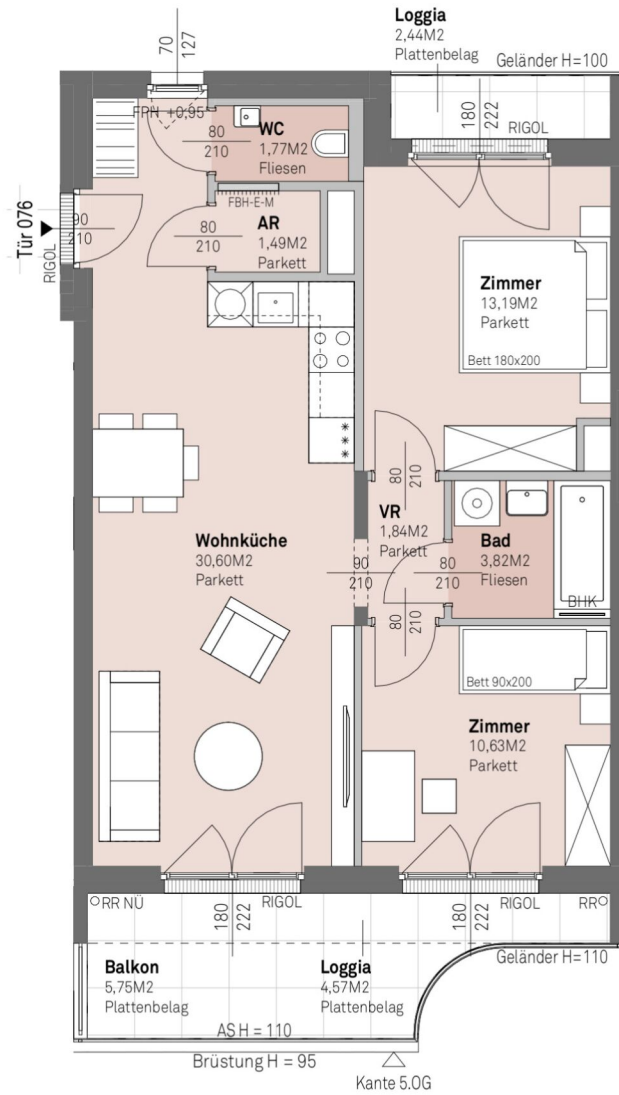 Loggia
2,44M2
Plattenbelag
Geländer H=100
70
127
FPH +0,95
80
210
WC
1,77M2
Fliesen
180
222
RIGOL
Tür 076
90
210
RIGOL
FBH-E-M
80
210
AR
1,49M2
Parkett
Zimmer
13,19M2
Parkett
Bett 180x200
80
210
VR
1,84M2
Parkett
Bad
3,82M2
Fliesen
Wohnküche
30,60M2
Parkett
90
210
80
210
BHK
80
210
Bett 90x200
Zimmer
10,63M2
Parkett
RR NÜ
180
222
RIGOL
180
222
RIGOL
RR
Geländer H=110
Balkon
5,75M2
Plattenbelag
Loggia
4,57M2
Plattenbelag
ASH = 110
Brüstung H = 95
Kante 5.OG